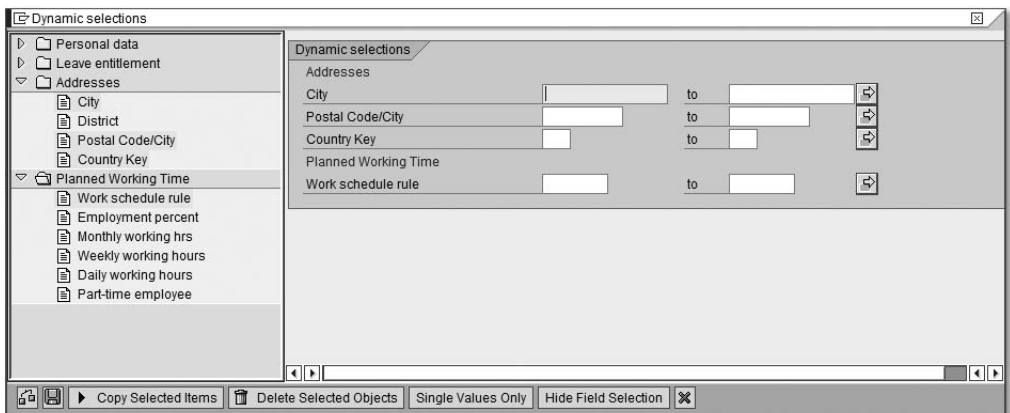 Dynamic selections
Personal data
Leave entitlement
Addresses
City
District
Postal Code/City
Country Key
Planned Working Time
Work schedule rule
Employment percent
Monthly working hrs
Weekly working hours
Daily working hours
Part-time employee
Dynamic selections
Addresses
City to
Postal Code/City to
Country Key to
Planned Working Time
Work schedule rule to
Copy Selected Items Delete Selected Objects Single Values Only Hide Field Selection